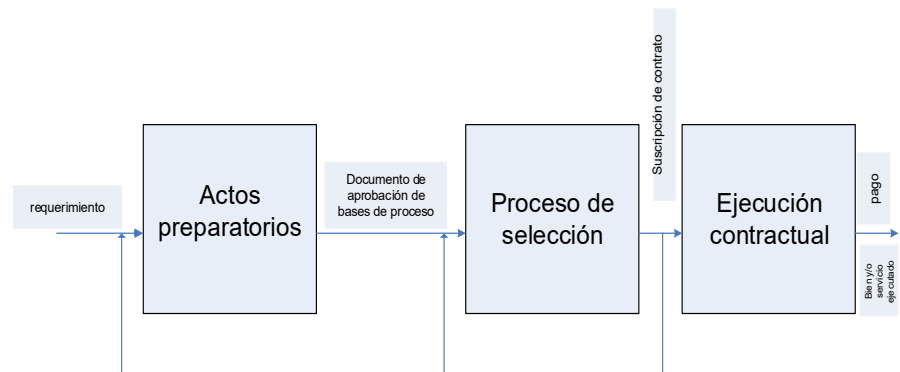 requerimiento
Actos
preparatorios
Documento de
aprobación de
bases de proceso
Proceso de
selección
Suscripción de contrato
Ejecución
contractual
pago
Bien y/o
servicio
ejecutado